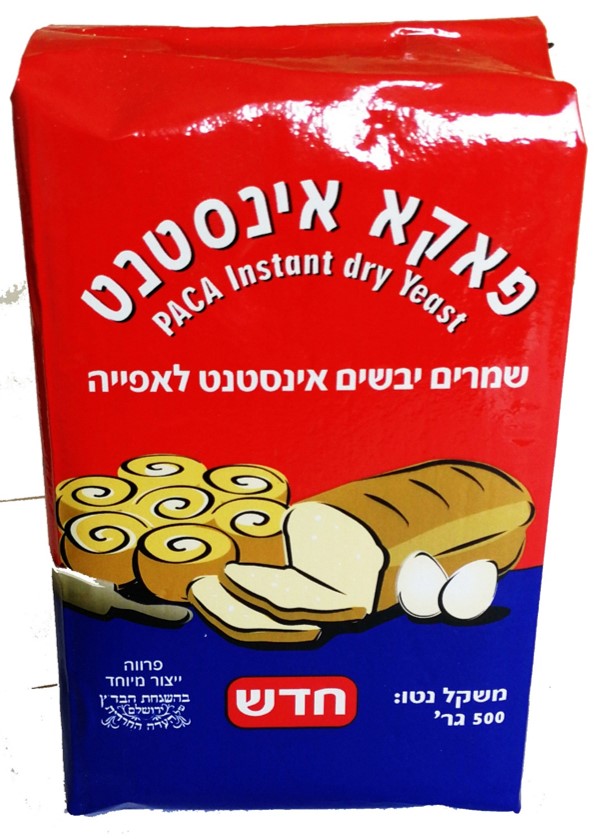 פאקא אינסטנט
PACA Instant dry Yeast
שמרים יבשים אינסטנט לאפייה
פרווה
ייצור מיוחד
בהשגחת הבד״ץ
ירושלם
חדש
משקל נטו:
500 גר'